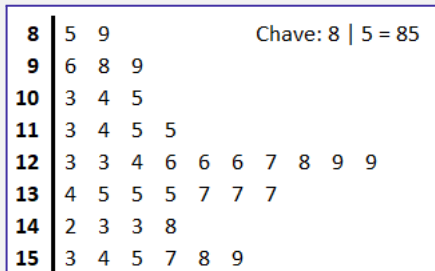 8 | 5 9 Chave: 8 | 5 = 85
9 | 6 8 9
10 | 3 4 5
11 | 3 4 5 5
12 | 3 3 4 6 6 6 7 8 9 9
13 | 4 5 5 5 7 7 7
14 | 2 3 3 8
15 | 3 4 5 7 8 9